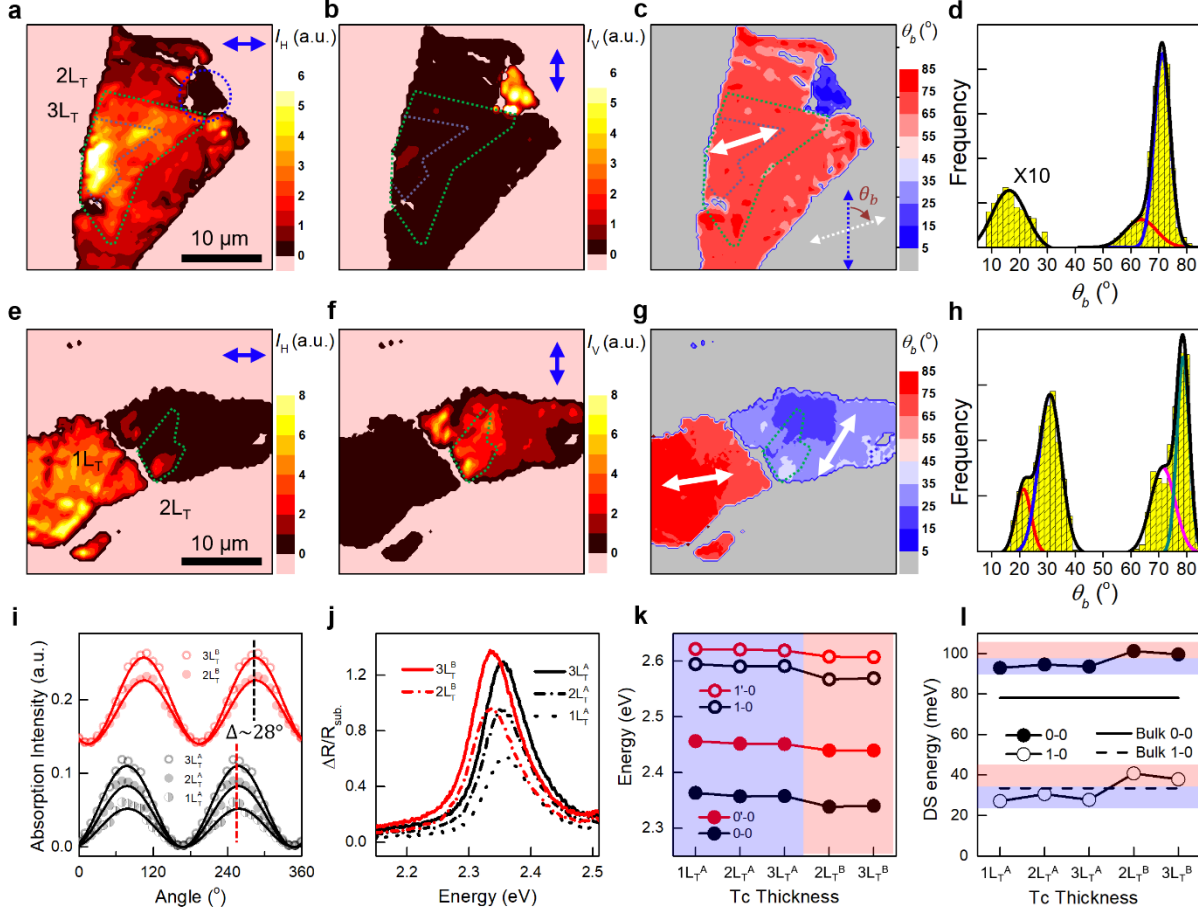 a
I_H (a.u.)
6
5
4
3
2
1
0
2L_T
3L_T
10 μm
b
I_V (a.u.)
6
5
4
3
2
1
0
c
θ_b (°)
85
75
65
55
45
35
25
15
5
θ_b
d
Frequency
X10
10 20 30 40 50 60 70 80
θ_b (°)
e
I_H (a.u.)
8
7
6
5
4
3
2
1
0
1L_T
2L_T
10 μm
f
I_V (a.u.)
8
7
6
5
4
3
2
1
0
g
θ_b (°)
85
75
65
55
45
35
25
15
5
h
Frequency
10 20 30 40 50 60 70 80
θ_b (°)
i
Absorption Intensity (a.u.)
0.2
0.1
0.0
3L_T^B
2L_T^B
Δ~28°
3L_T^A
2L_T^A
1L_T^A
0 120 240 360
Angle (°)
j
ΔR/R_sub.
1.2
0.8
0.4
0.0
3L_T^B
2L_T^B
3L_T^A
2L_T^A
1L_T^A
2.2 2.3 2.4 2.5
Energy (eV)
k
Energy (eV)
2.6
2.5
2.4
2.3
1'-0
1-0
0'-0
0-0
1L_T^A 2L_T^A 3L_T^A 2L_T^B 3L_T^B
Tc Thickness
l
DS energy (meV)
100
80
60
40
20
0
0-0
1-0
Bulk 0-0
Bulk 1-0
1L_T^A 2L_T^A 3L_T^A 2L_T^B 3L_T^B
Tc Thickness